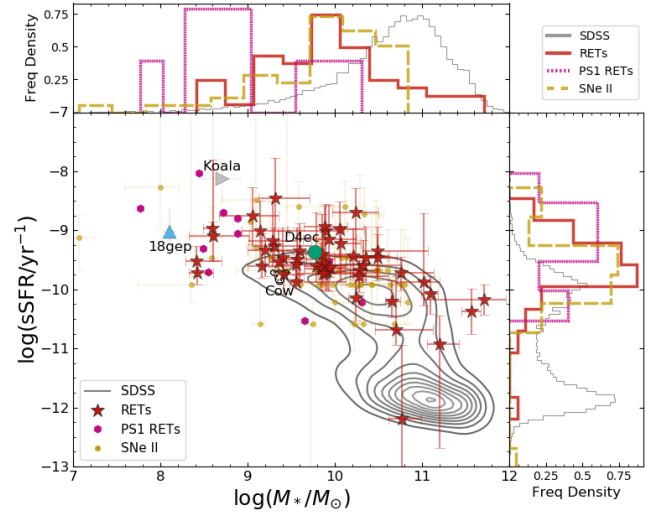 0.75
0.50
0.25
Freq Density
SDSS
RETs
PS1 RETs
SNe II
−7
−8
−9
−10
−11
−12
−13
log(sSFR/yr⁻¹)
Koala
18gep
D4ec
Cow
SDSS
RETs
PS1 RETs
SNe II
7
8
9
10
11
12
log(M*/M⊙)
0.25
0.50
0.75
Freq Density